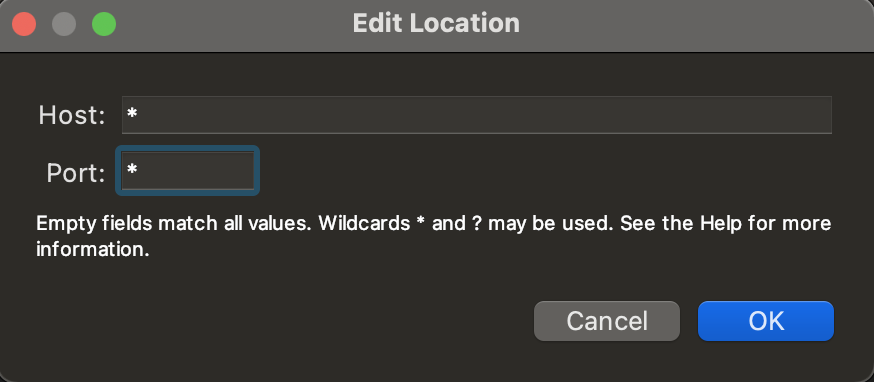 Edit Location
Host: *
Port: *
Empty fields match all values. Wildcards * and ? may be used. See the Help for more
information.
Cancel OK